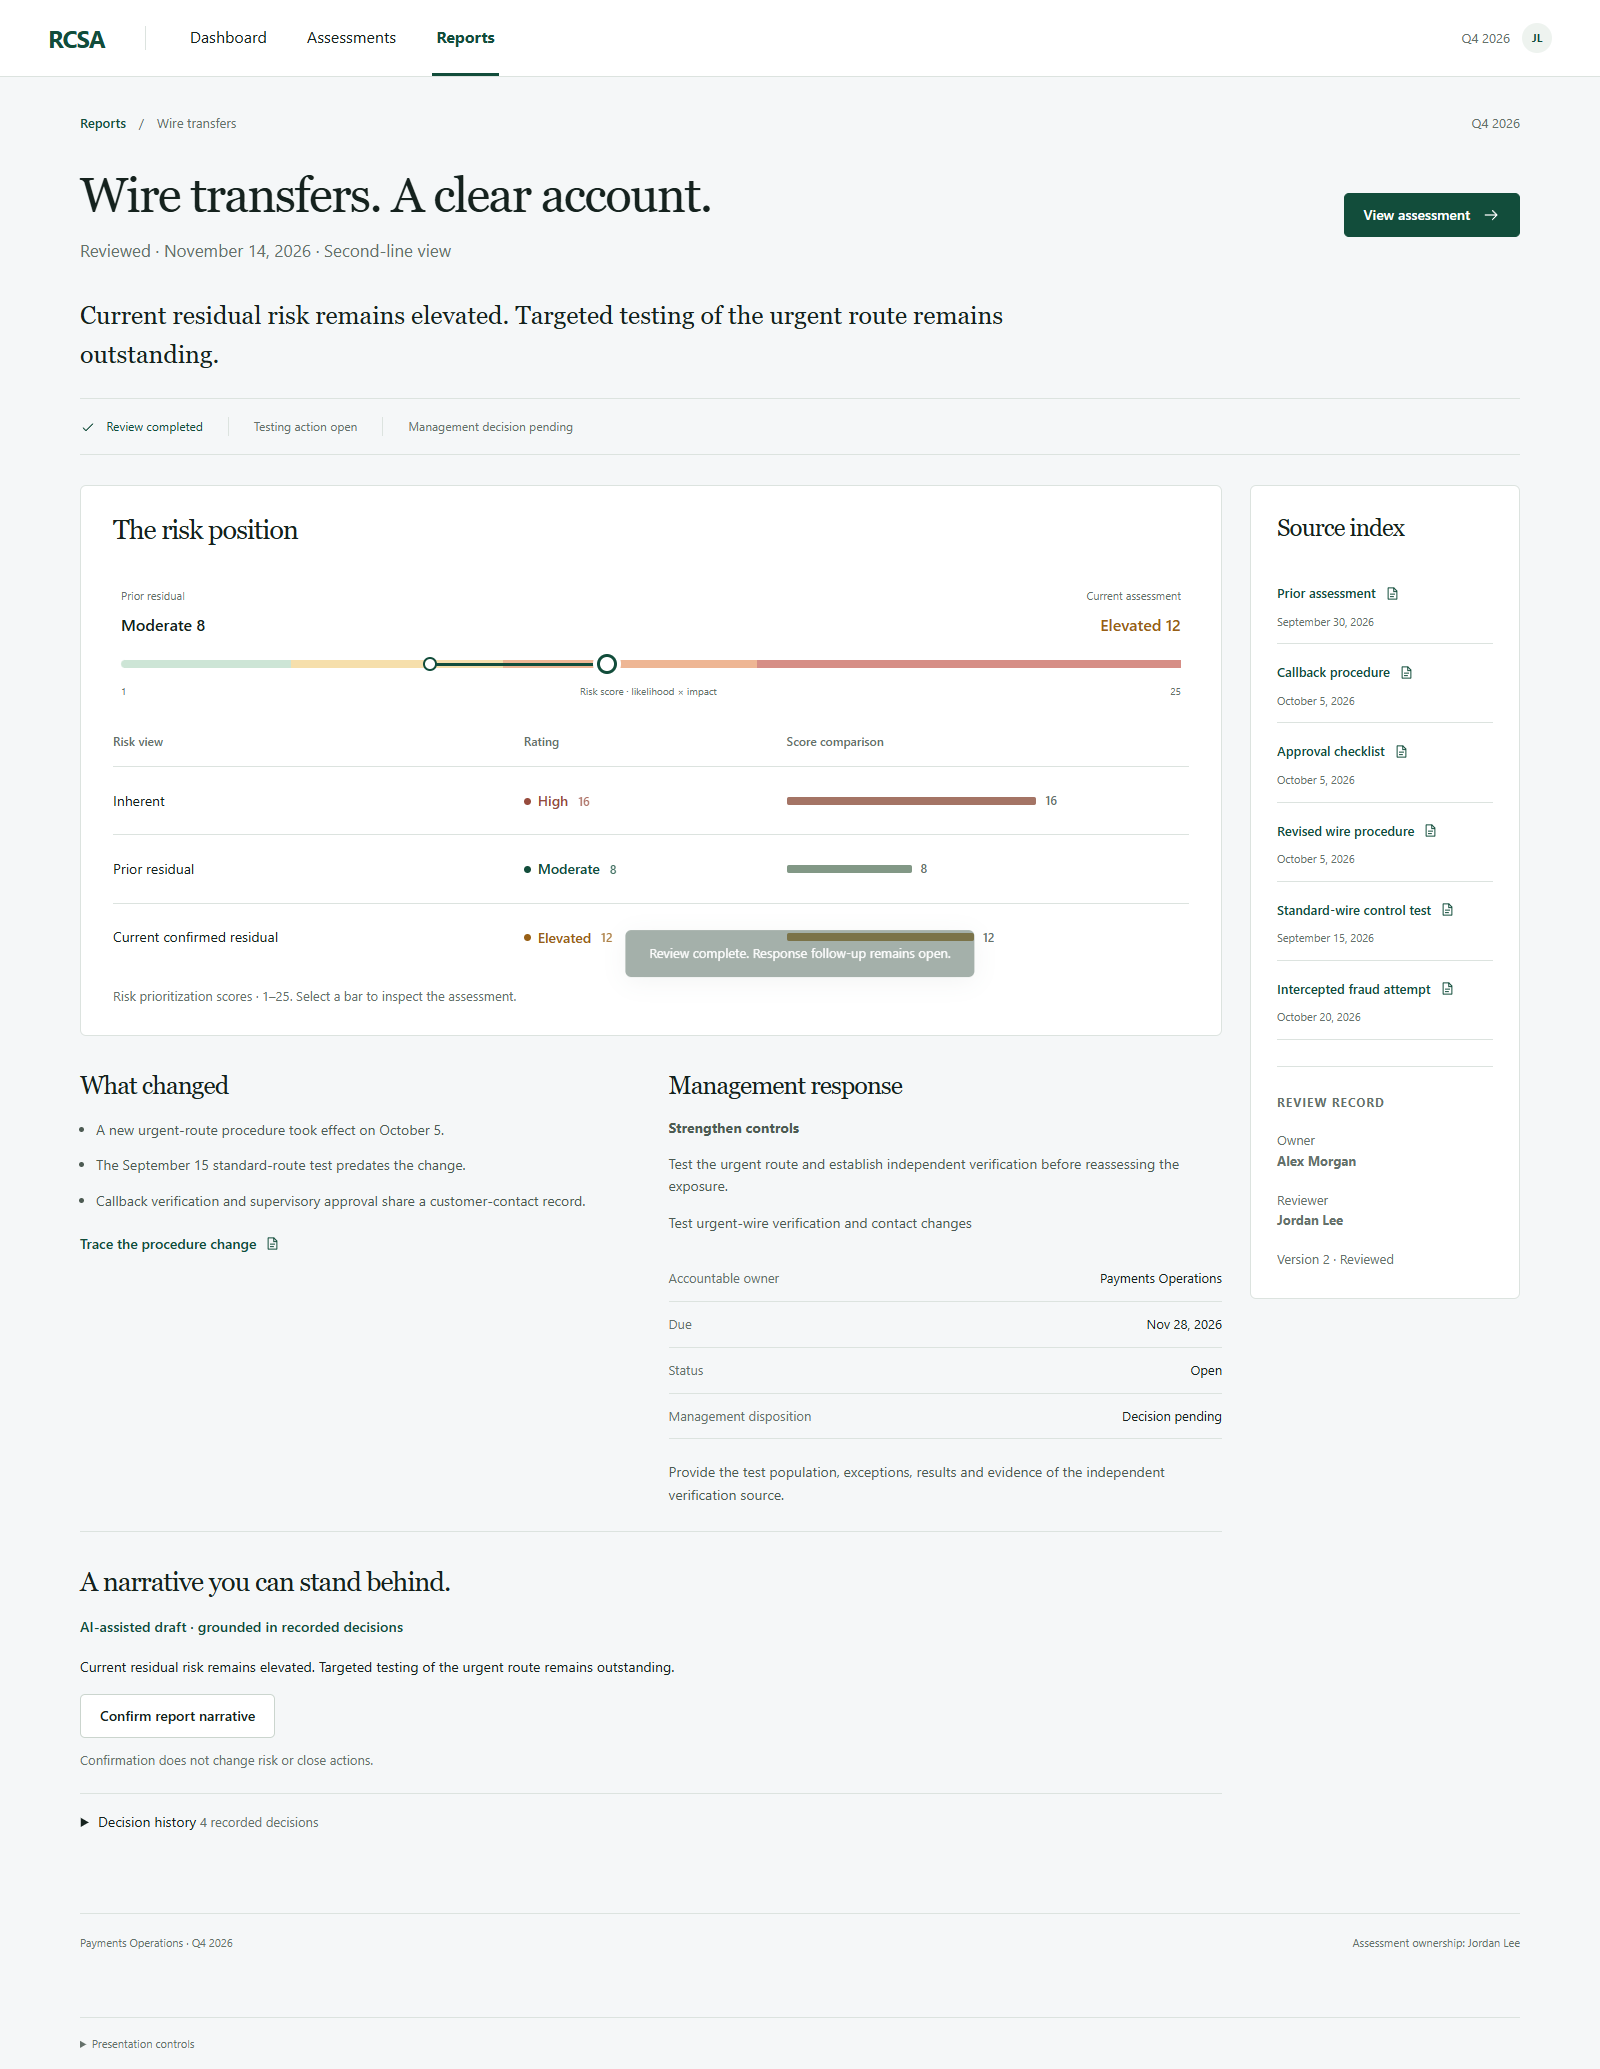 RCSA
Dashboard
Assessments
Reports
Q4 2026
JL
Reports / Wire transfers
Q4 2026
Wire transfers. A clear account.
Reviewed · November 14, 2026 · Second-line view
View assessment →
Current residual risk remains elevated. Targeted testing of the urgent route remains
outstanding.
Review completed
Testing action open
Management decision pending
The risk position
Prior residual
Current assessment
Moderate 8
Elevated 12
1
Risk score · likelihood × impact
25
Risk view
Rating
Score comparison
Inherent
High 16
16
Prior residual
Moderate 8
8
Current confirmed residual
Elevated 12
12
Review complete. Response follow-up remains open.
Risk prioritization scores · 1–25. Select a bar to inspect the assessment.
Source index
Prior assessment
September 30, 2026
Callback procedure
October 5, 2026
Approval checklist
October 5, 2026
Revised wire procedure
October 5, 2026
Standard-wire control test
September 15, 2026
Intercepted fraud attempt
October 20, 2026
REVIEW RECORD
Owner
Alex Morgan
Reviewer
Jordan Lee
Version 2 · Reviewed
What changed
• A new urgent-route procedure took effect on October 5.
• The September 15 standard-route test predates the change.
• Callback verification and supervisory approval share a customer-contact record.
Trace the procedure change
Management response
Strengthen controls
Test the urgent route and establish independent verification before reassessing the
exposure.
Test urgent-wire verification and contact changes
Accountable owner
Payments Operations
Due
Nov 28, 2026
Status
Open
Management disposition
Decision pending
Provide the test population, exceptions, results and evidence of the independent
verification source.
A narrative you can stand behind.
AI-assisted draft · grounded in recorded decisions
Current residual risk remains elevated. Targeted testing of the urgent route remains outstanding.
Confirm report narrative
Confirmation does not change risk or close actions.
Decision history 4 recorded decisions
Payments Operations · Q4 2026
Assessment ownership: Jordan Lee
Presentation controls